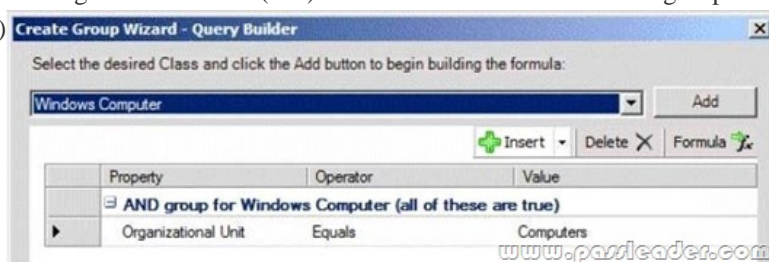 Create Group Wizard - Query Builder
Select the desired Class and click the Add button to begin building the formula:
Windows Computer
Add
Insert
Delete
Formula
Property Operator Value
AND group for Windows Computer (all of these are true)
Organizational Unit Equals Computers
www.passleader.com